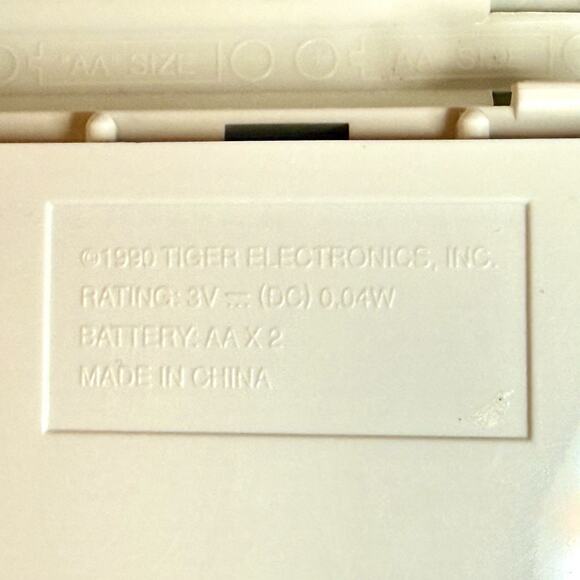 AA SIZE AA SIZE
©1990 TIGER ELECTRONICS, INC.
RATING: 3V ⎓ (DC) 0.04W
BATTERY: AA X 2
MADE IN CHINA